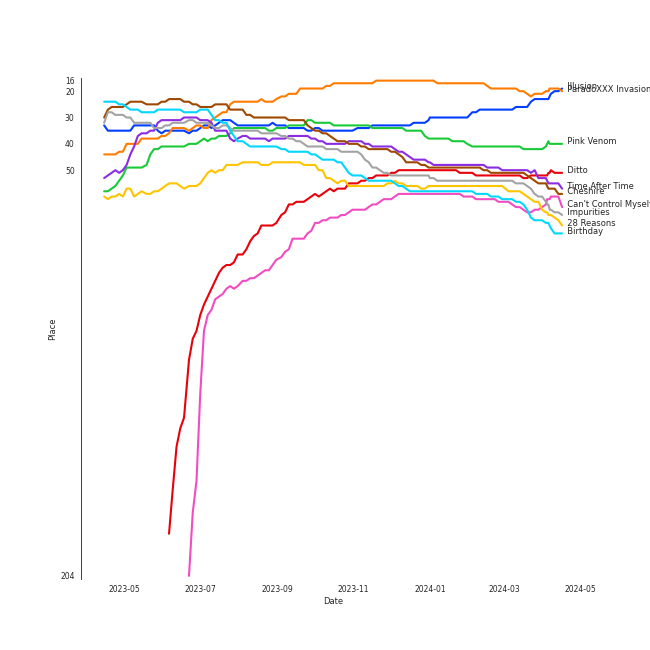 16
20
30
40
50
204
Place
2023-05
2023-07
2023-09
2023-11
2024-01
2024-03
2024-05
Date
Illusion
ParadoXXX Invasion
Pink Venom
Ditto
Time After Time
Cheshire
Can't Control Myself
Impurities
28 Reasons
Birthday